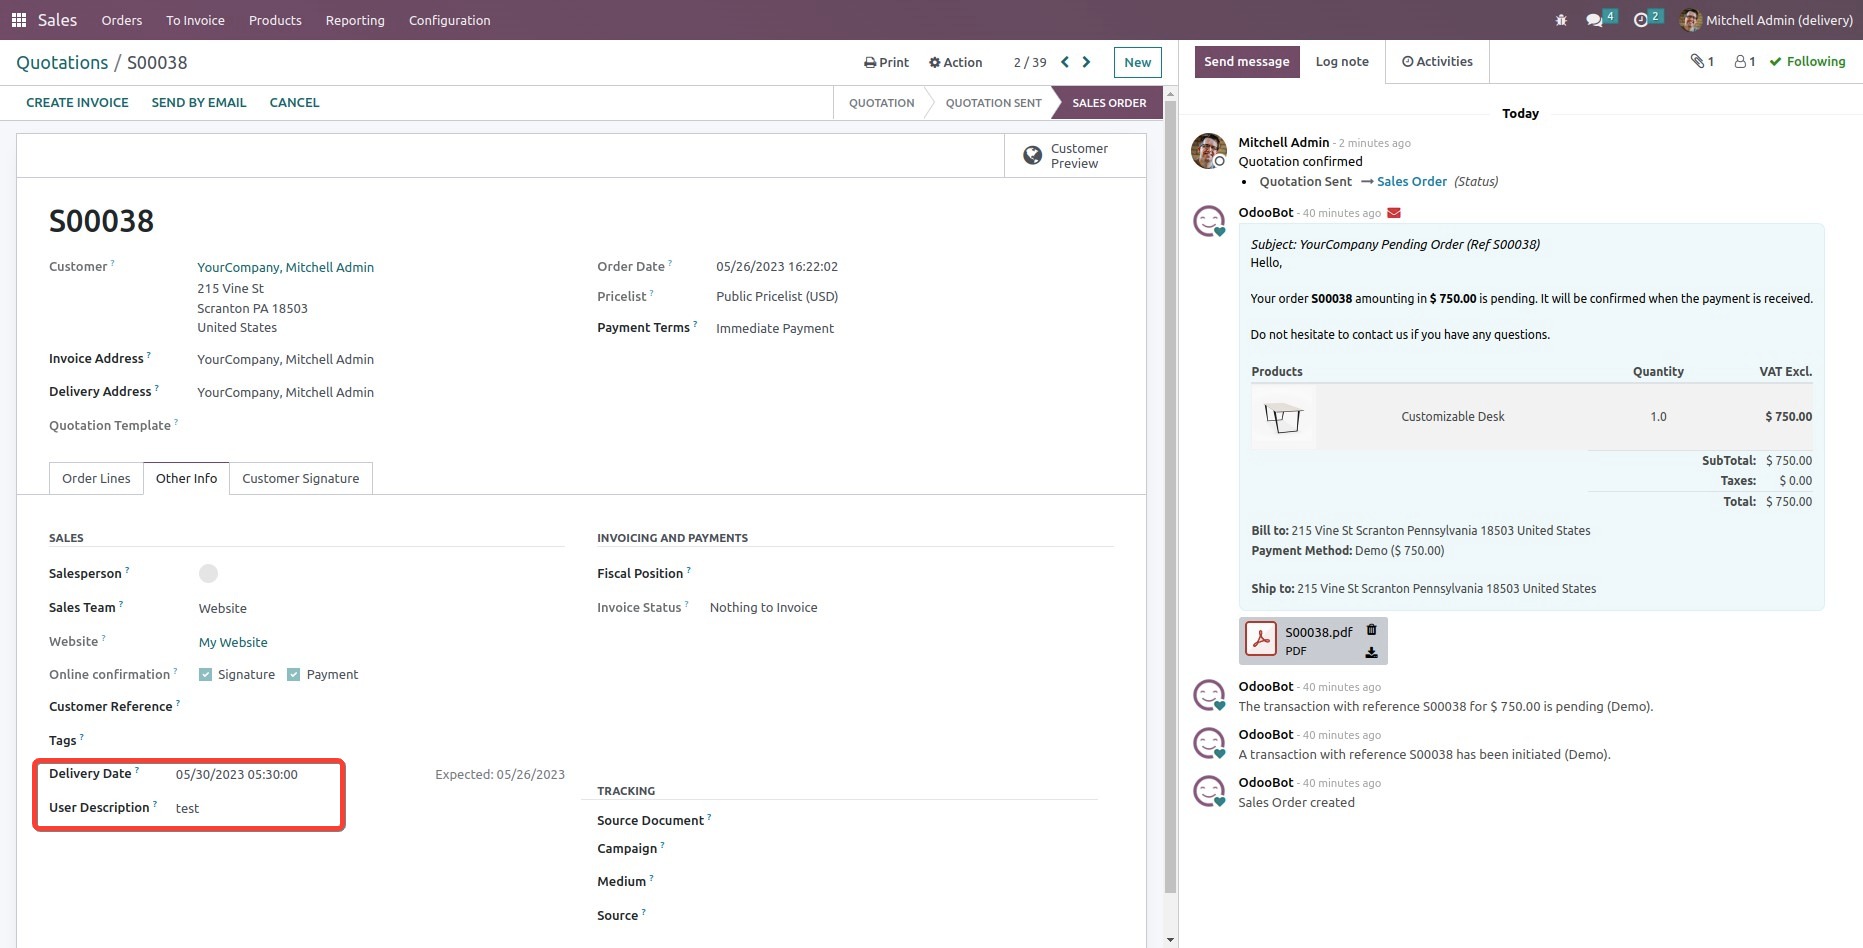 Sales Orders To Invoice Products Reporting Configuration 4 2 Mitchell Admin (delivery)
Quotations / S00038 Print Action 2 / 39 New
CREATE INVOICE SEND BY EMAIL CANCEL QUOTATION QUOTATION SENT SALES ORDER
Customer
Preview
S00038
Customer ? YourCompany, Mitchell Admin
215 Vine St
Scranton PA 18503
United States
Order Date ? 05/26/2023 16:22:02
Pricelist ? Public Pricelist (USD)
Payment Terms ? Immediate Payment
Invoice Address ? YourCompany, Mitchell Admin
Delivery Address ? YourCompany, Mitchell Admin
Quotation Template ?
Order Lines Other Info Customer Signature
SALES
Salesperson ?
Sales Team ? Website
Website ? My Website
Online confirmation ? Signature Payment
Customer Reference ?
Tags ?
Delivery Date ? 05/30/2023 05:30:00 Expected: 05/26/2023
User Description ? test
INVOICING AND PAYMENTS
Fiscal Position ?
Invoice Status ? Nothing to Invoice
TRACKING
Source Document ?
Campaign ?
Medium ?
Source ?
Send message Log note Activities 1 1 Following
Today
Mitchell Admin - 2 minutes ago
Quotation confirmed
• Quotation Sent → Sales Order (Status)
OdooBot - 40 minutes ago
Subject: YourCompany Pending Order (Ref S00038)
Hello,
Your order S00038 amounting in $ 750.00 is pending. It will be confirmed when the payment is received.
Do not hesitate to contact us if you have any questions.
Products Quantity VAT Excl.
Customizable Desk 1.0 $ 750.00
SubTotal: $ 750.00
Taxes: $ 0.00
Total: $ 750.00
Bill to: 215 Vine St Scranton Pennsylvania 18503 United States
Payment Method: Demo ($ 750.00)
Ship to: 215 Vine St Scranton Pennsylvania 18503 United States
S00038.pdf
PDF
OdooBot - 40 minutes ago
The transaction with reference S00038 for $ 750.00 is pending (Demo).
OdooBot - 40 minutes ago
A transaction with reference S00038 has been initiated (Demo).
OdooBot - 40 minutes ago
Sales Order created